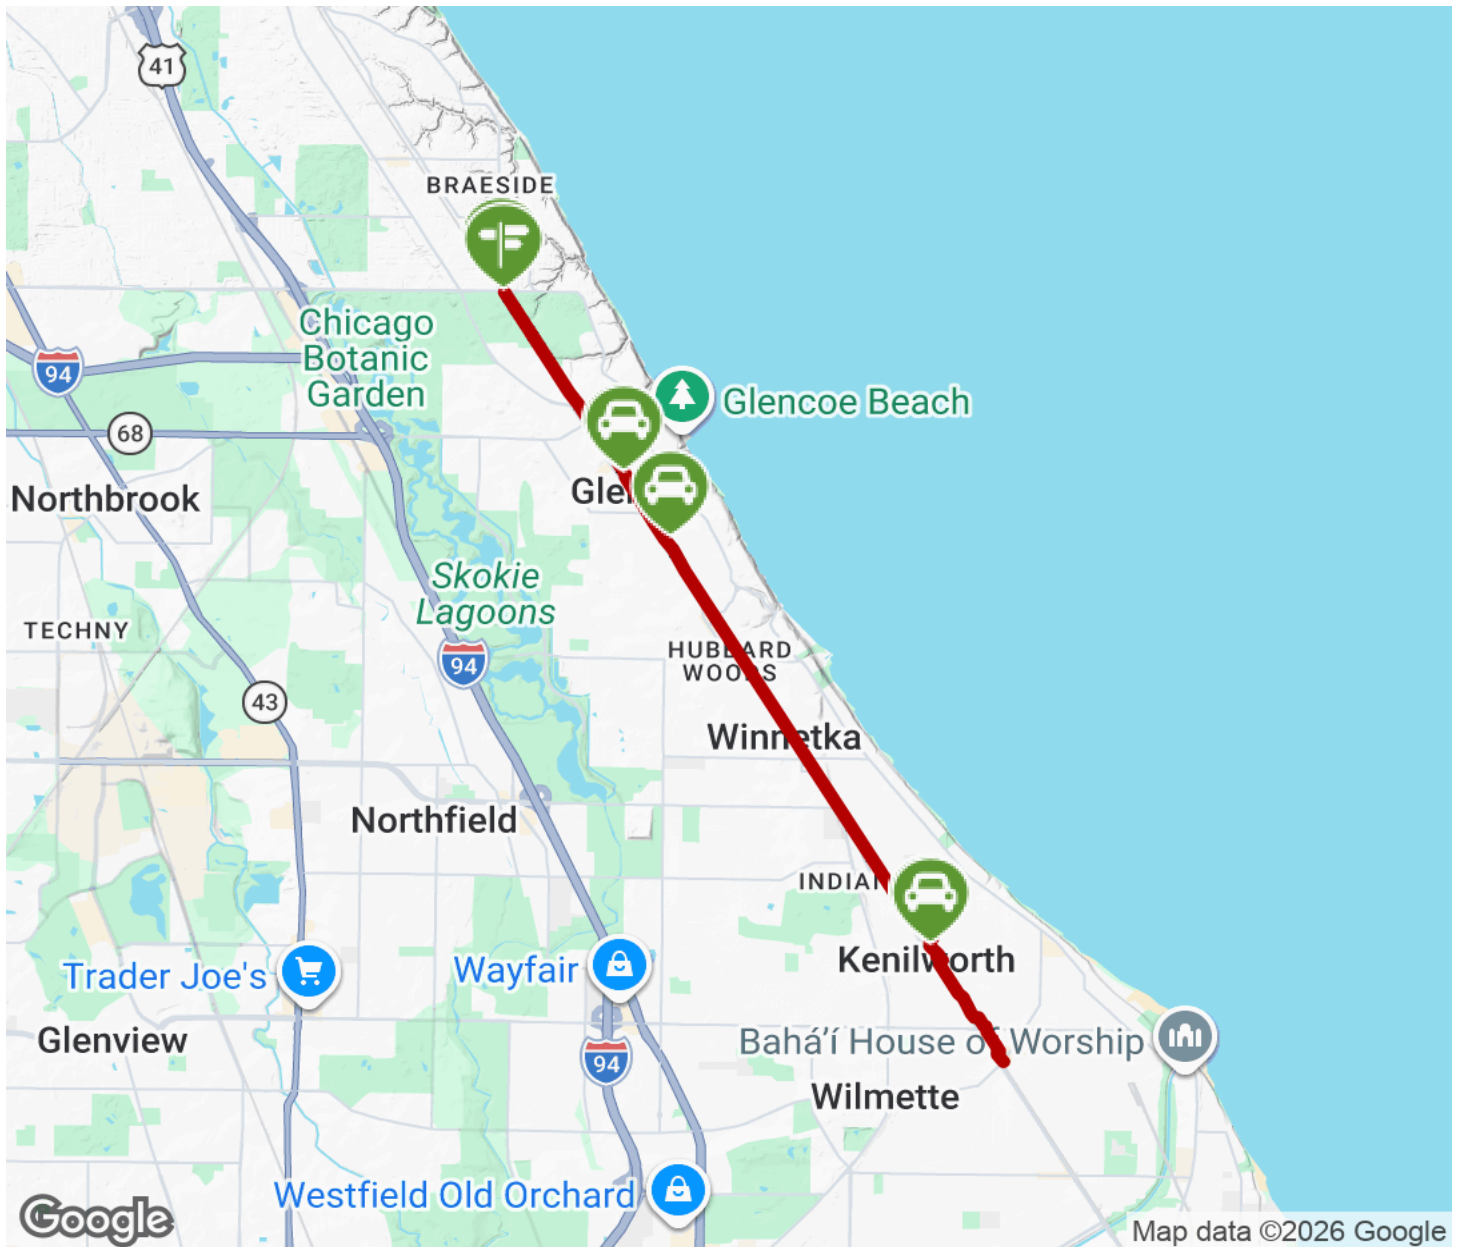 41
BRAESIDE
Chicago
Botanic
Garden
94
Glencoe Beach
68
Northbrook
Skokie
Lagoons
TECHNY
94
HUBBARD
WOODS
43
Winnetka
Northfield
Kenilworth
Trader Joe's
Wayfair
Glenview
Bahá'í House of Worship
94
Wilmette
Westfield Old Orchard
Google
Map data ©2026 Google